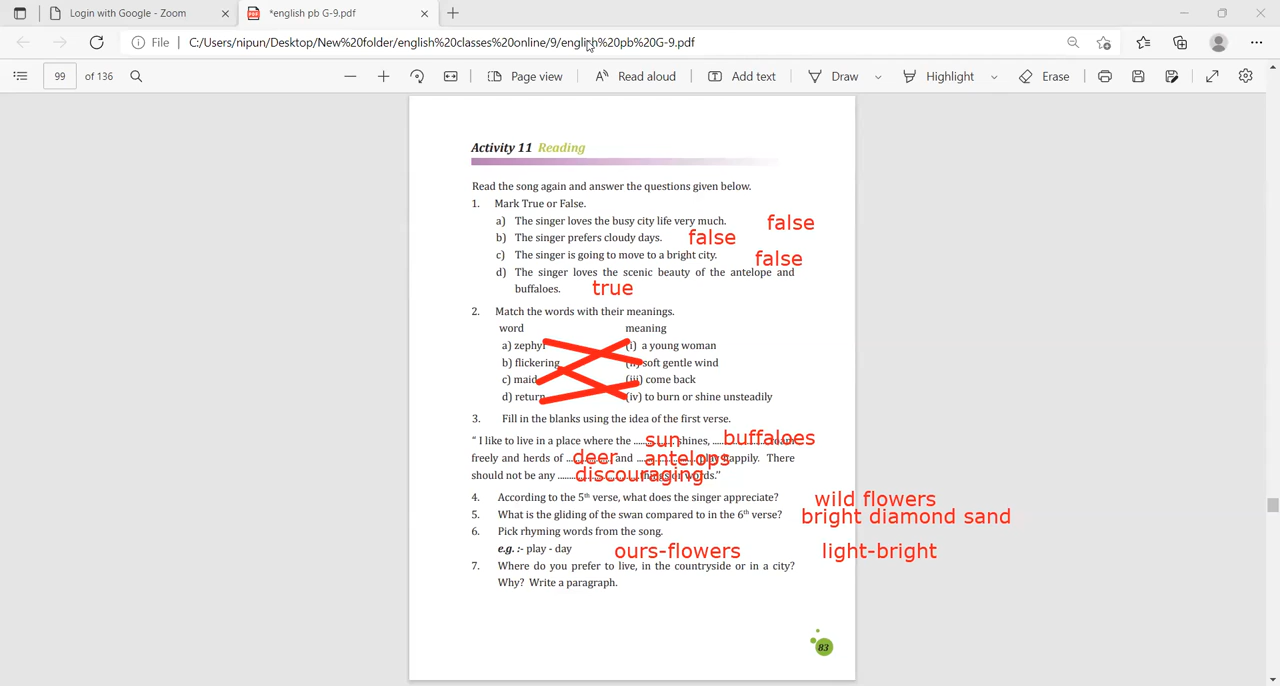 Login with Google - Zoom
*english pb G-9.pdf
File
C:/Users/nipun/Desktop/New%20folder/english%20classes%20online/9/english%20pb%20G-9.pdf
99 of 136
Page view
Read aloud
Add text
Draw
Highlight
Erase
Activity 11 Reading
Read the song again and answer the questions given below.
1. Mark True or False.
a) The singer loves the busy city life very much. false
b) The singer prefers cloudy days. false
c) The singer is going to move to a bright city. false
d) The singer loves the scenic beauty of the antelope and
buffaloes. true
2. Match the words with their meanings.
word meaning
a) zephyr (i) a young woman
b) flickering (ii) soft gentle wind
c) maid (iii) come back
d) return (iv) to burn or shine unsteadily
3. Fill in the blanks using the idea of the first verse.
" I like to live in a place where the ............... sun shines, .................... buffaloes roam
freely and herds of ............... deer and ..................... antelops play happily. There
should not be any ............................ discouraging things or words."
4. According to the 5th verse, what does the singer appreciate? wild flowers
5. What is the gliding of the swan compared to in the 6th verse? bright diamond sand
6. Pick rhyming words from the song.
e.g. :- play - day ours-flowers light-bright
7. Where do you prefer to live, in the countryside or in a city?
Why? Write a paragraph.
83